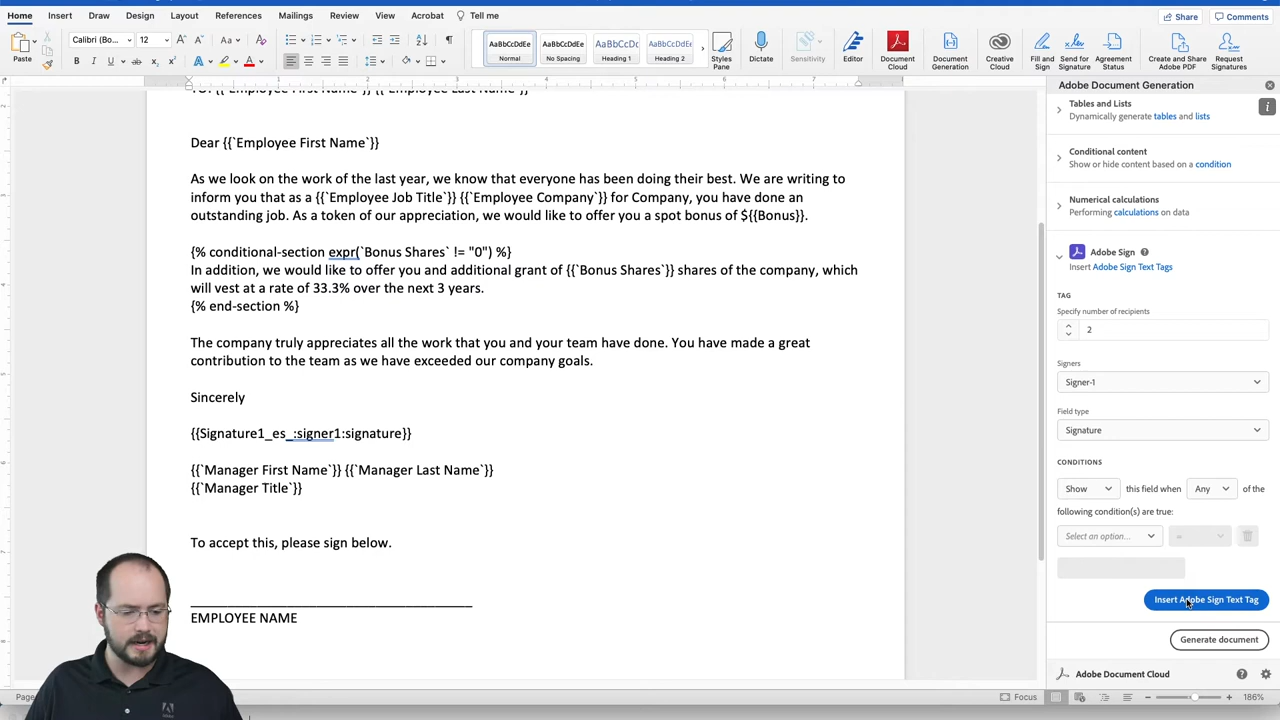 Home Insert Draw Design Layout References Mailings Review View Acrobat Tell me
Share Comments
Paste
Calibri (Bo... 12
AaBbCcDdEe Normal
AaBbCcDdEe No Spacing
AaBbCcDc Heading 1
AaBbCcDdEe Heading 2
Styles Pane
Dictate
Sensitivity
Editor
Document Cloud
Document Generation
Creative Cloud
Fill and Sign
Send for Signature
Agreement Status
Create and Share Adobe PDF
Request Signatures
TO: {{`Employee First Name`}} {{`Employee Last Name`}}
Dear {{`Employee First Name`}}
As we look on the work of the last year, we know that everyone has been doing their best. We are writing to
inform you that as a {{`Employee Job Title`}} {{`Employee Company`}} for Company, you have done an
outstanding job. As a token of our appreciation, we would like to offer you a spot bonus of ${{Bonus}}.
{% conditional-section expr(`Bonus Shares` != "0") %}
In addition, we would like to offer you and additional grant of {{`Bonus Shares`}} shares of the company, which
will vest at a rate of 33.3% over the next 3 years.
{% end-section %}
The company truly appreciates all the work that you and your team have done. You have made a great
contribution to the team as we have exceeded our company goals.
Sincerely
{{Signature1_es_:signer1:signature}}
{{`Manager First Name`}} {{`Manager Last Name`}}
{{`Manager Title`}}
To accept this, please sign below.
EMPLOYEE NAME
Adobe Document Generation
Tables and Lists
Dynamically generate tables and lists
Conditional content
Show or hide content based on a condition
Numerical calculations
Performing calculations on data
Adobe Sign
Insert Adobe Sign Text Tags
TAG
Specify number of recipients
2
Signers
Signer-1
Field type
Signature
CONDITIONS
Show this field when Any of the
following condition(s) are true:
Select an option... =
Insert Adobe Sign Text Tag
Generate document
Adobe Document Cloud
Page
Focus
186%